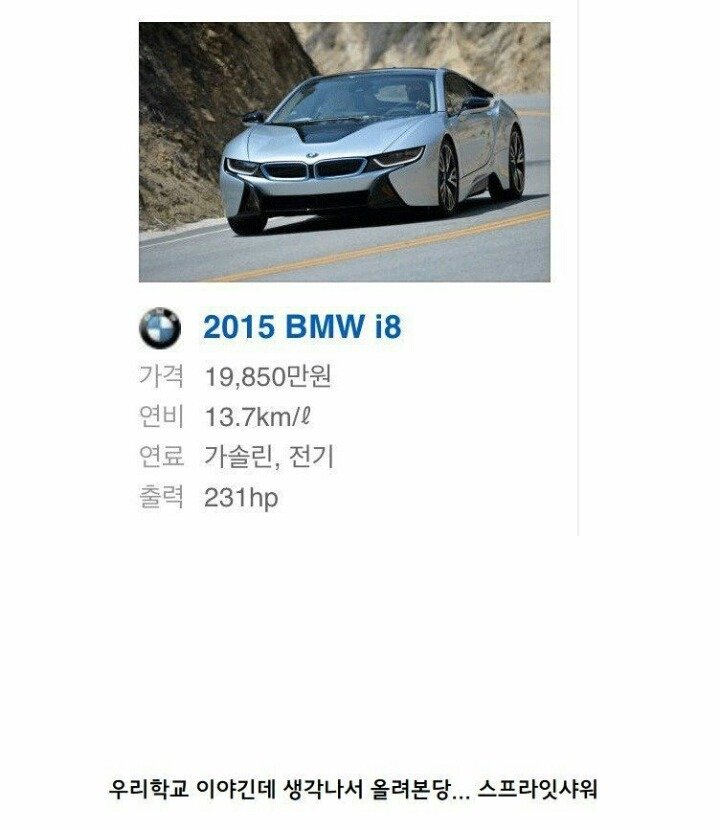 2015 BMW i8
가격 19,850만원
연비 13.7km/ℓ
연료 가솔린, 전기
출력 231hp
우리학교 이야긴데 생각나서 올려본당... 스프라잇샤워